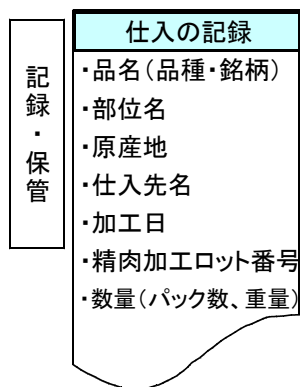 記録・保管
仕入の記録
・品名(品種・銘柄)
・部位名
・原産地
・仕入先名
・加工日
・精肉加工ロット番号
・数量(パック数、重量)